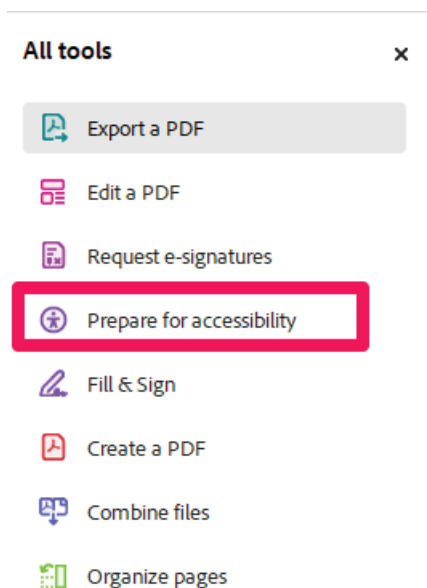 All tools
Export a PDF
Edit a PDF
Request e-signatures
Prepare for accessibility
Fill & Sign
Create a PDF
Combine files
Organize pages